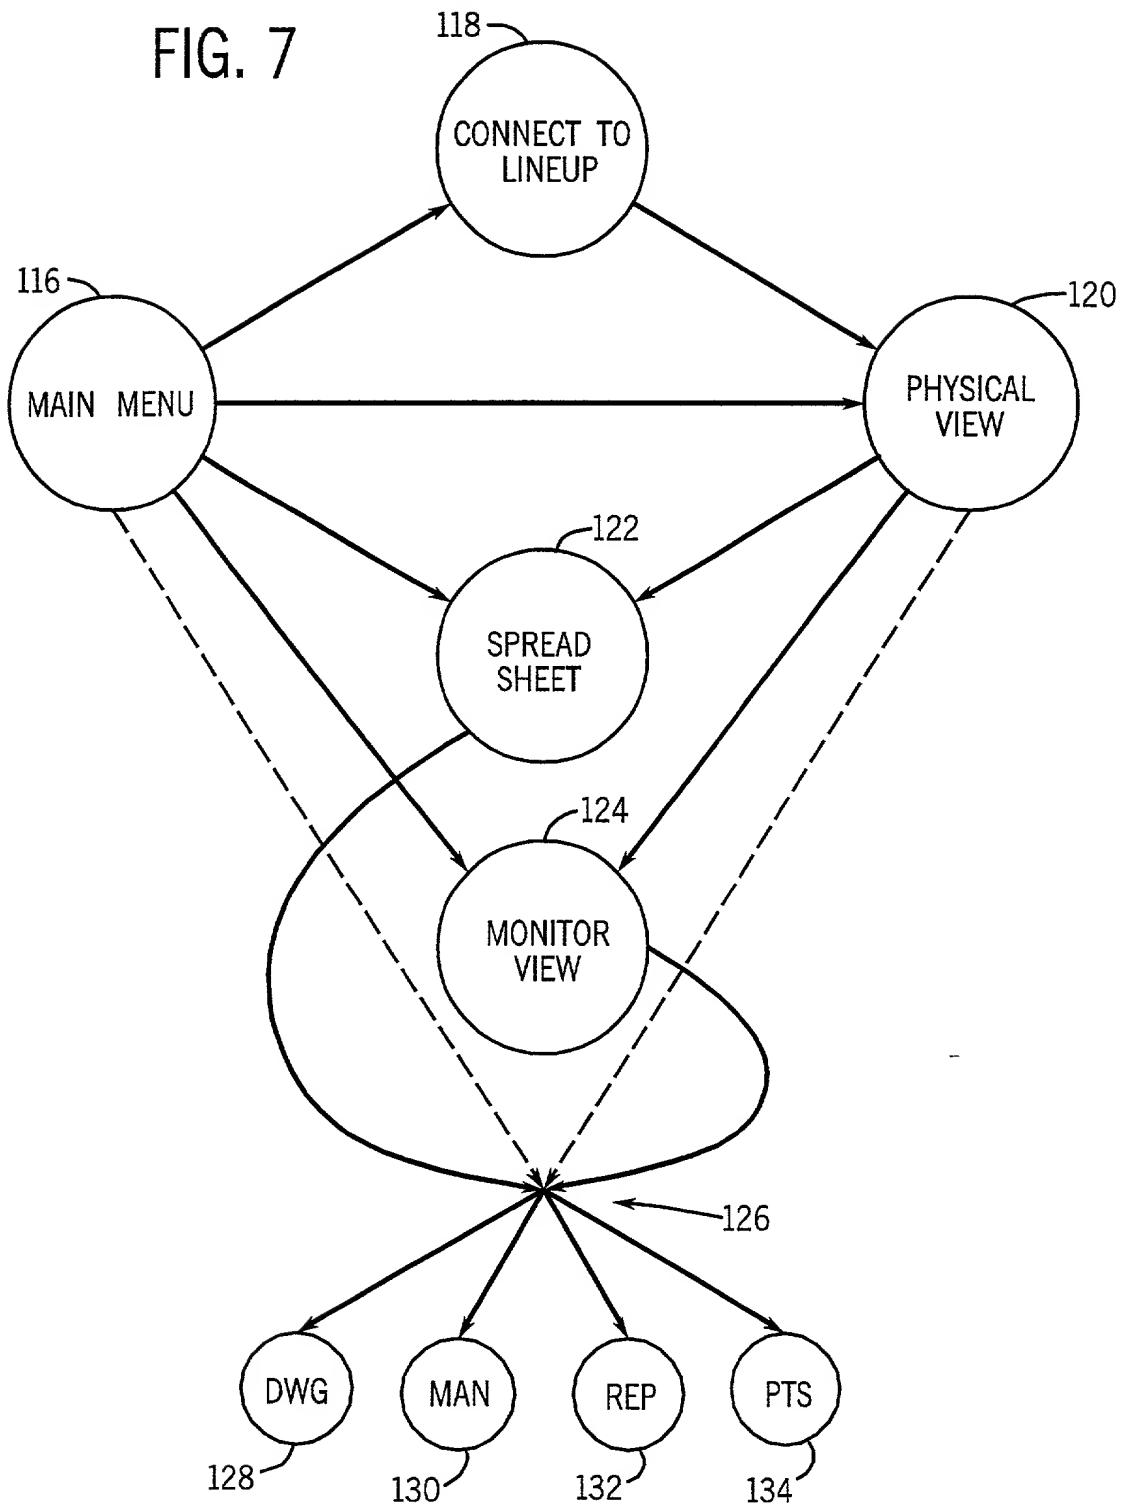 FIG. 7
118
CONNECT TO
LINEUP
116
MAIN MENU
120
PHYSICAL
VIEW
122
SPREAD
SHEET
124
MONITOR
VIEW
126
DWG
MAN
REP
PTS
128
130
132
134